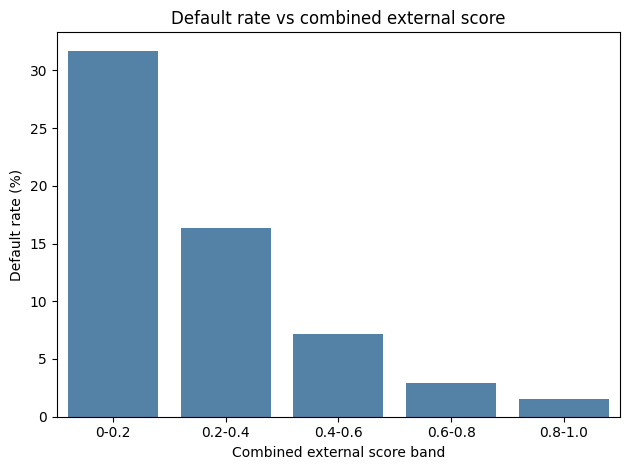 Default rate vs combined external score
Default rate (%)
30
25
20
15
10
5
0
0-0.2 0.2-0.4 0.4-0.6 0.6-0.8 0.8-1.0
Combined external score band